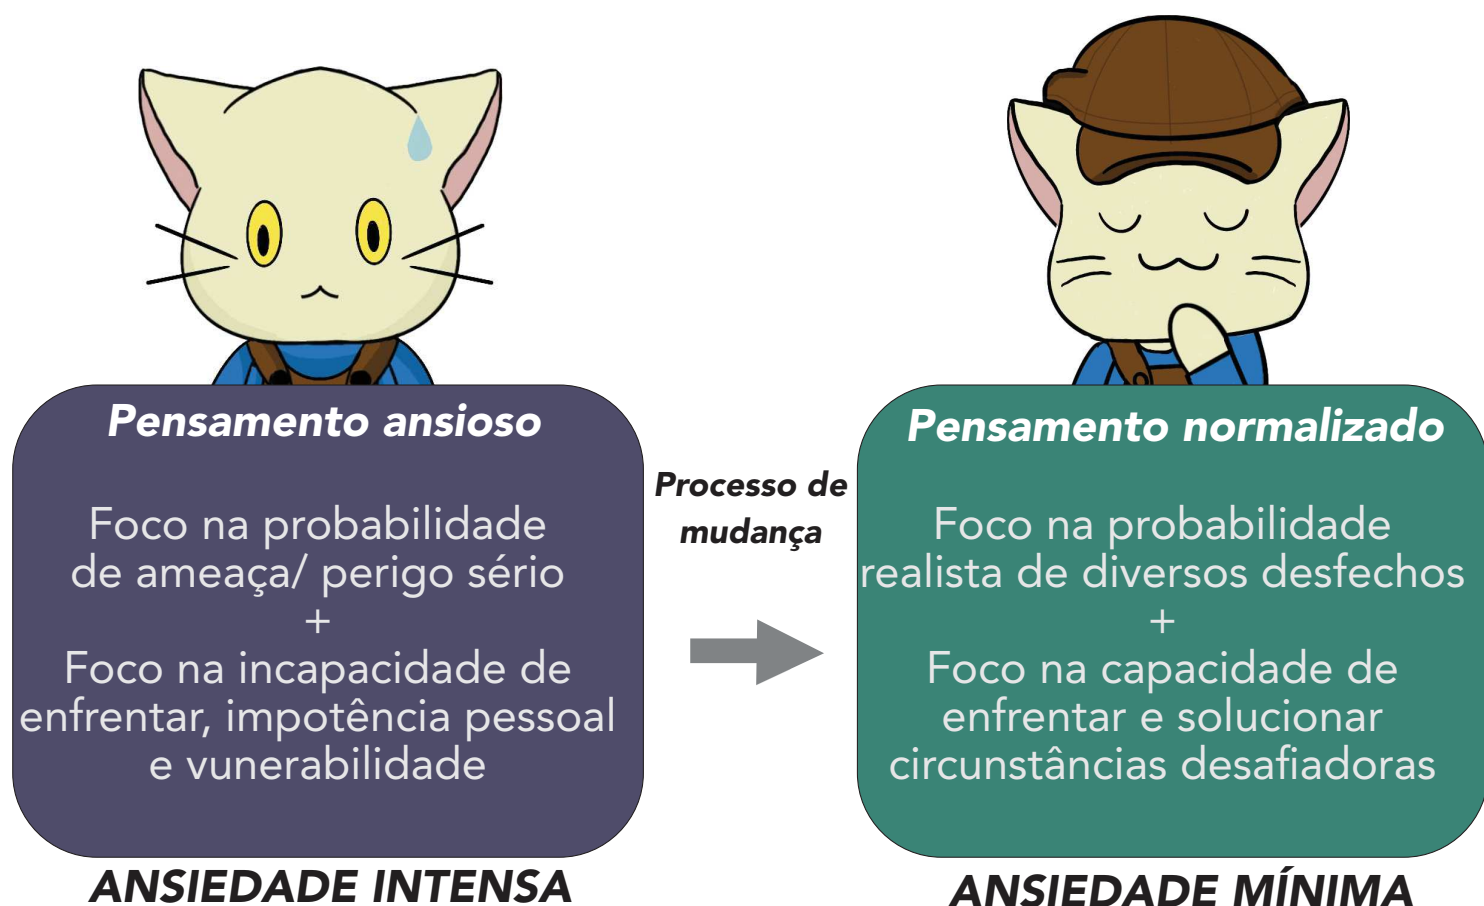 Pensamento ansioso
Foco na probabilidade
de ameaça/ perigo sério
+
Foco na incapacidade de
enfrentar, impotência pessoal
e vunerabilidade
ANSIEDADE INTENSA
Processo de
mudança
Pensamento normalizado
Foco na probabilidade
realista de diversos desfechos
+
Foco na capacidade de
enfrentar e solucionar
circunstâncias desafiadoras
ANSIEDADE MÍNIMA